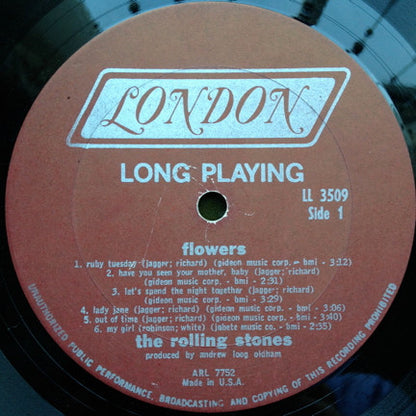 LONDON
LONG PLAYING
LL 3509
Side 1
flowers
1. ruby tuesday (jagger; richard) (gideon music corp. - bmi - 3:12)
2. have you seen your mother, baby (jagger; richard)
(gideon music corp. - bmi - 2:31)
3. let's spend the night together (jagger; richard)
(gideon music corp. - bmi - 3:29)
4. lady jane (jagger; richard) (gideon music corp. - bmi - 3:06)
5. out of time (jagger; richard) (gideon music corp. - bmi - 3:40)
6. my girl (robinson; white) (jobete music co. - bmi - 2:35)
the rolling stones
produced by andrew loog oldham
ARL 7752
Made in U.S.A.
UNAUTHORIZED PUBLIC PERFORMANCE, BROADCASTING AND COPYING OF THIS RECORDING PROHIBITED